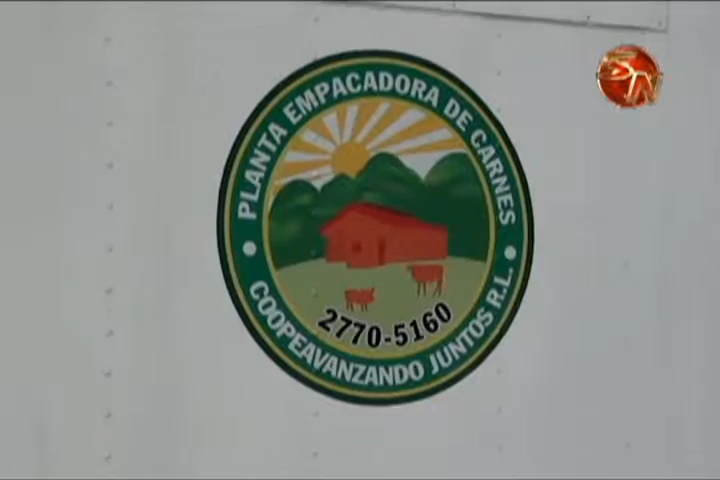 PLANTA EMPACADORA DE CARNES
2770-5160
COOPEAVANZANDO JUNTOS R.L.